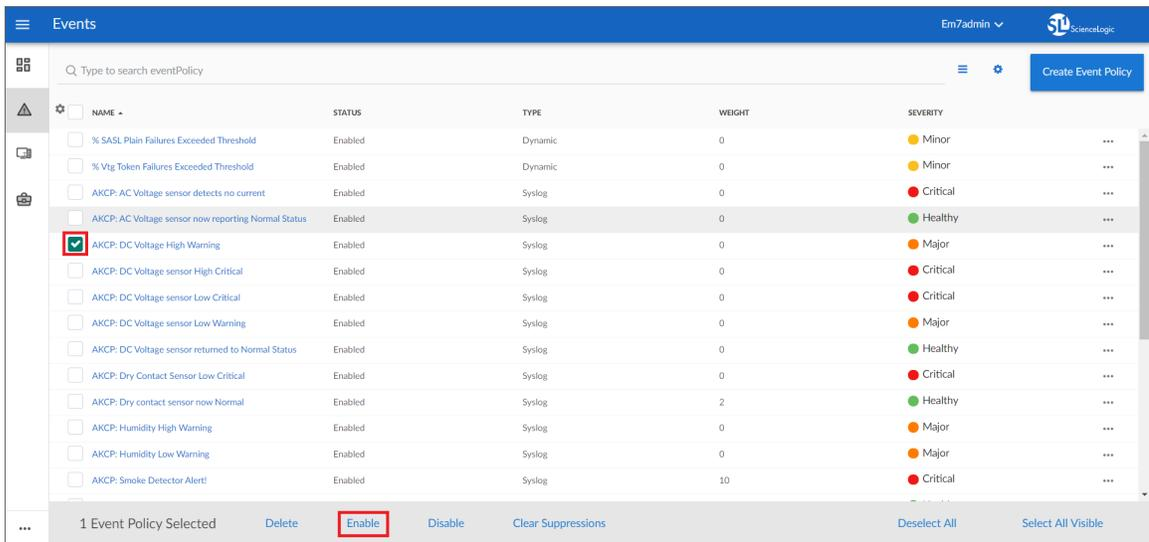 Events Em7admin ScienceLogic
Type to search eventPolicy Create Event Policy
NAME STATUS TYPE WEIGHT SEVERITY
% SASL Plain Failures Exceeded Threshold Enabled Dynamic 0 Minor ...
% Vtg Token Failures Exceeded Threshold Enabled Dynamic 0 Minor ...
AKCP: AC Voltage sensor detects no current Enabled Syslog 0 Critical ...
AKCP: AC Voltage sensor now reporting Normal Status Enabled Syslog 0 Healthy ...
AKCP: DC Voltage High Warning Enabled Syslog 0 Major ...
AKCP: DC Voltage sensor High Critical Enabled Syslog 0 Critical ...
AKCP: DC Voltage sensor Low Critical Enabled Syslog 0 Critical ...
AKCP: DC Voltage sensor Low Warning Enabled Syslog 0 Major ...
AKCP: DC Voltage sensor returned to Normal Status Enabled Syslog 0 Healthy ...
AKCP: Dry Contact Sensor Low Critical Enabled Syslog 0 Critical ...
AKCP: Dry contact sensor now Normal Enabled Syslog 2 Healthy ...
AKCP: Humidity High Warning Enabled Syslog 0 Major ...
AKCP: Humidity Low Warning Enabled Syslog 0 Major ...
AKCP: Smoke Detector Alert! Enabled Syslog 10 Critical ...
... 1 Event Policy Selected Delete Enable Disable Clear Suppressions Deselect All Select All Visible